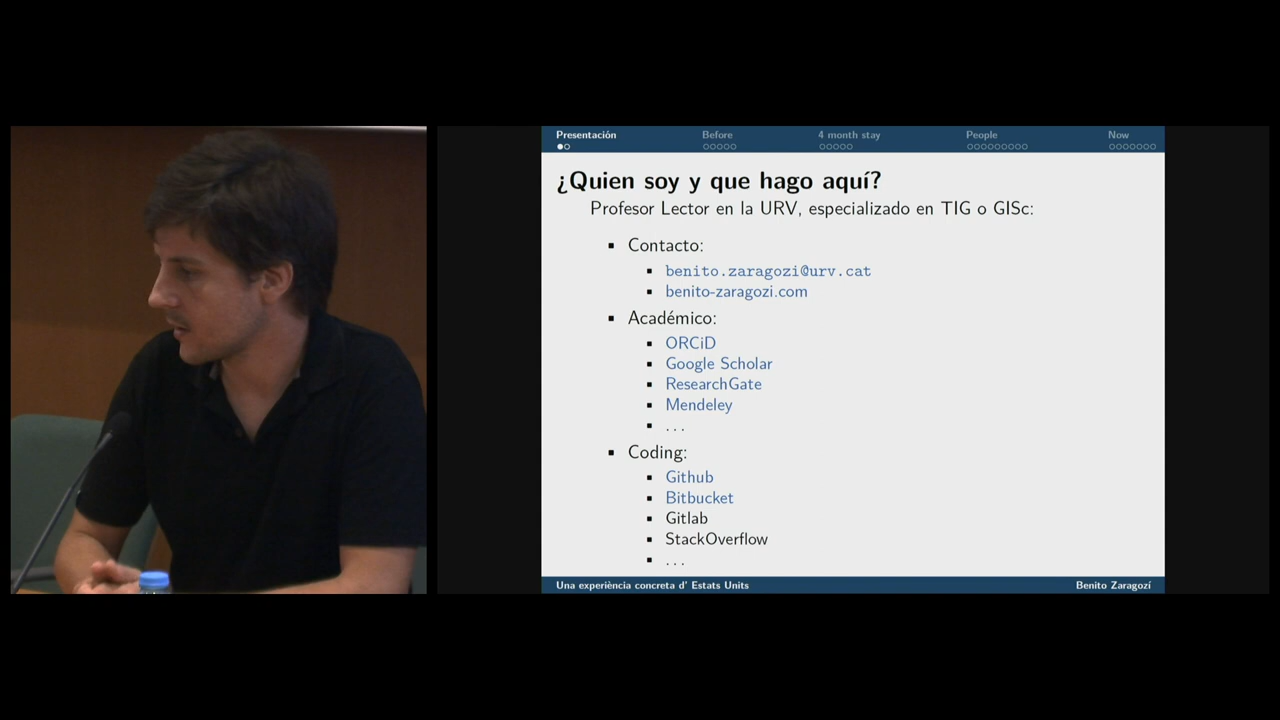 Presentación Before 4 month stay People Now
¿Quien soy y que hago aquí?
Profesor Lector en la URV, especializado en TIG o GISc:
Contacto:
benito.zaragozi@urv.cat
benito-zaragozi.com
Académico:
ORCiD
Google Scholar
ResearchGate
Mendeley
...
Coding:
Github
Bitbucket
Gitlab
StackOverflow
...
Una experiència concreta d' Estats Units Benito Zaragozí